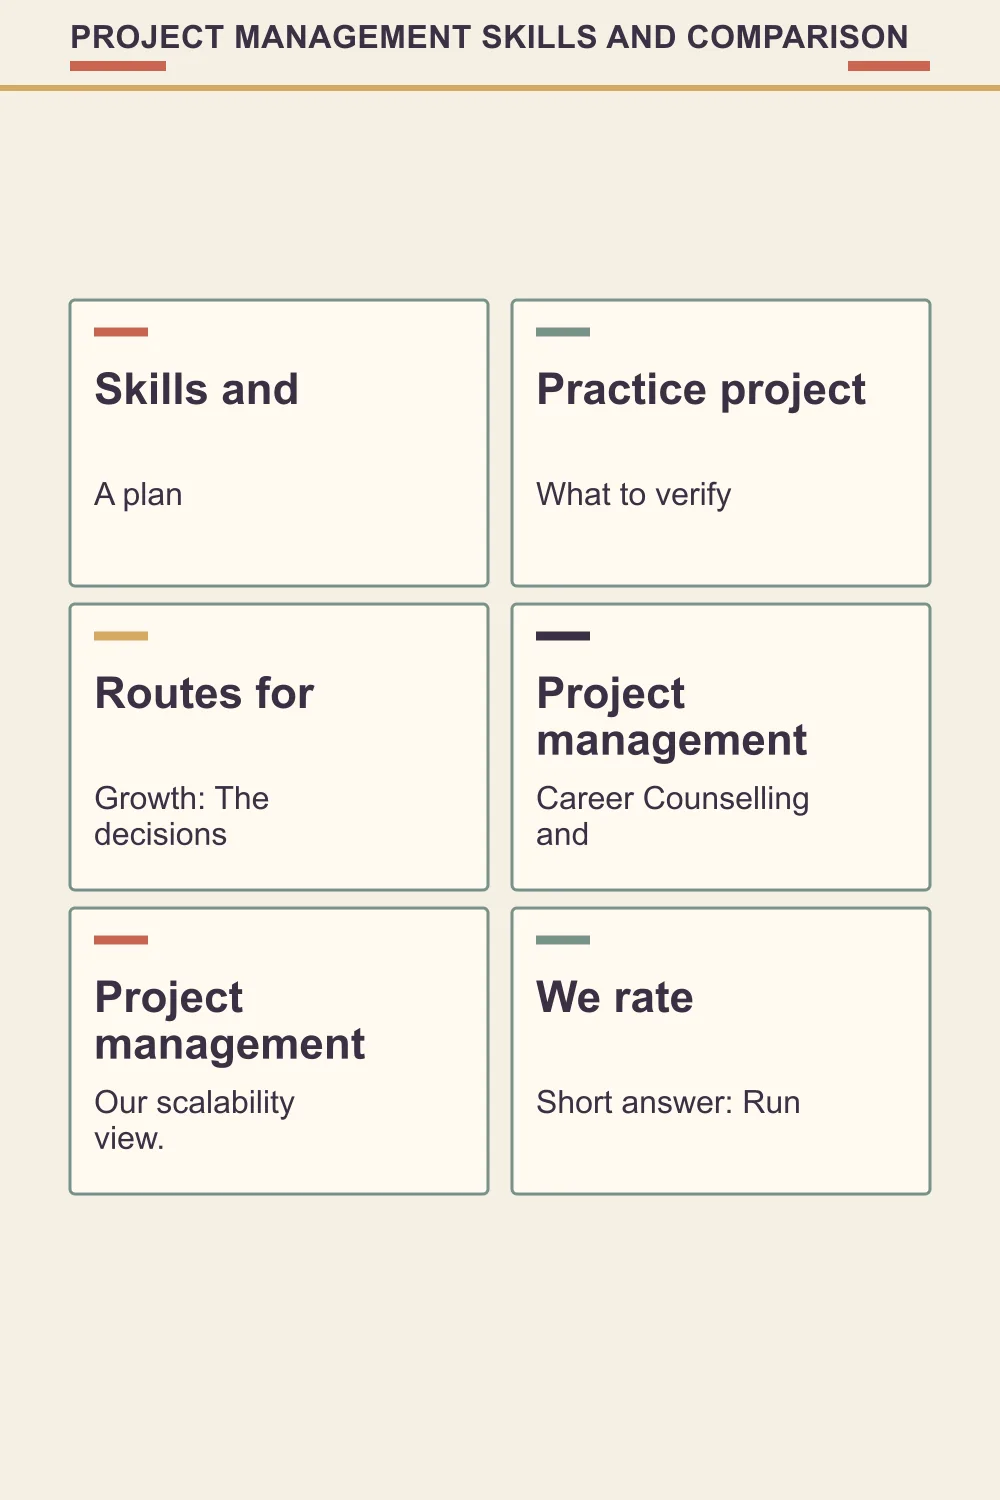 PROJECT MANAGEMENT SKILLS AND COMPARISON
Skills and
A plan
Practice project
What to verify
Routes for
Growth: The
decisions
Project
management
Career Counselling
and
Project
management
Our scalability
view.
We rate
Short answer: Run